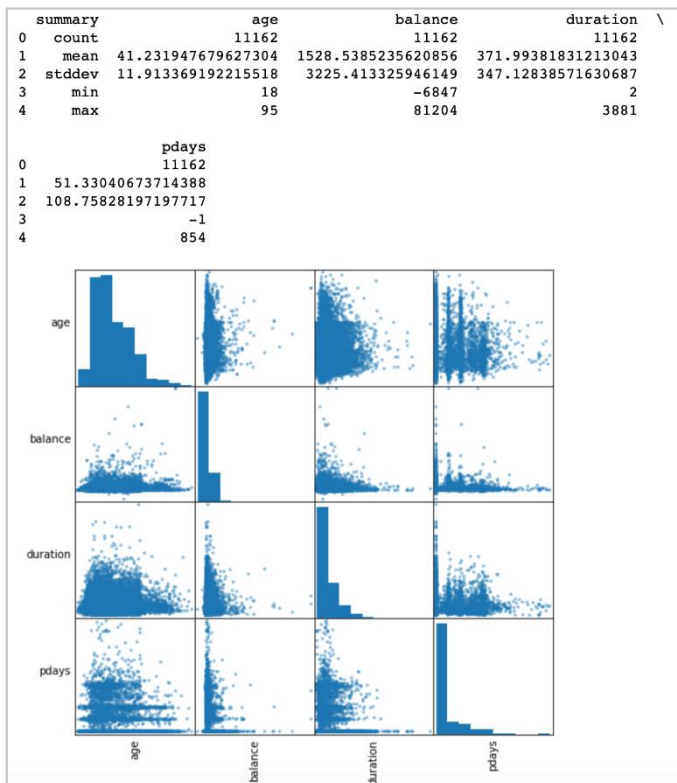 summary age balance duration \
0 count 11162 11162 11162
1 mean 41.231947679627304 1528.5385235620856 371.99381831213043
2 stddev 11.913369192215518 3225.413325946149 347.12838571630687
3 min 18 -6847 2
4 max 95 81204 3881
pdays
0 11162
1 51.33040673714388
2 108.75828197197717
3 -1
4 854
age
balance
duration
pdays
age
balance
duration
pdays